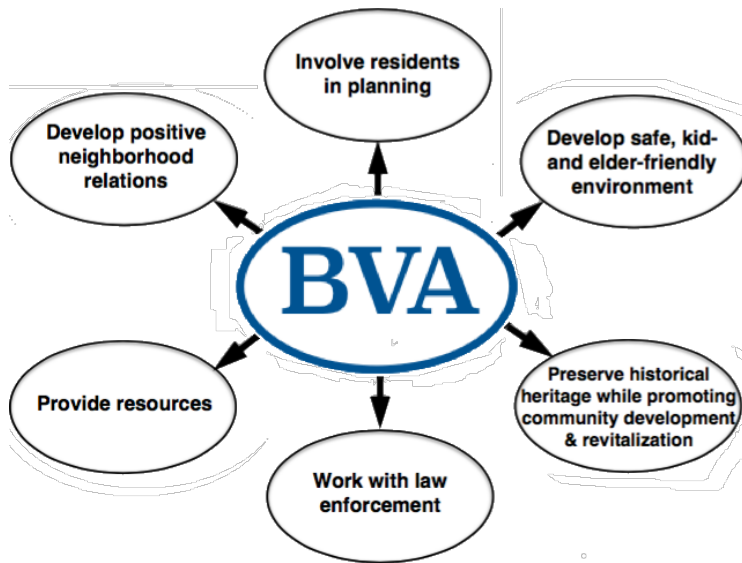 Involve residents
in planning
Develop positive
neighborhood
relations
Develop safe, kid-
and elder-friendly
environment
BVA
Provide resources
Preserve historical
heritage while promoting
community development
& revitalization
Work with law
enforcement